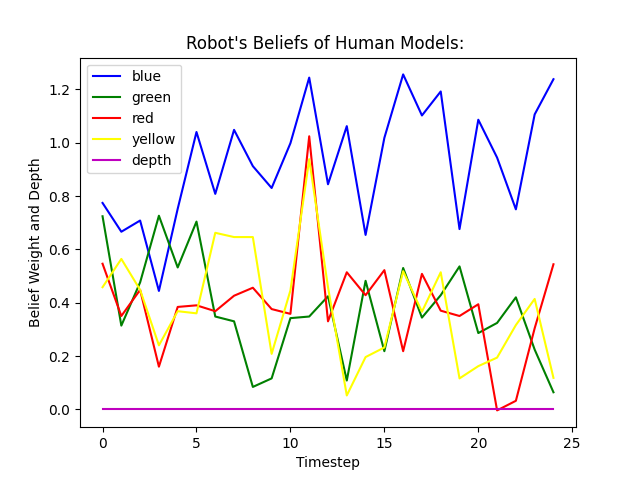 Robot's Beliefs of Human Models:
blue
green
red
yellow
depth
Belief Weight and Depth
1.2
1.0
0.8
0.6
0.4
0.2
0.0
0 5 10 15 20 25
Timestep